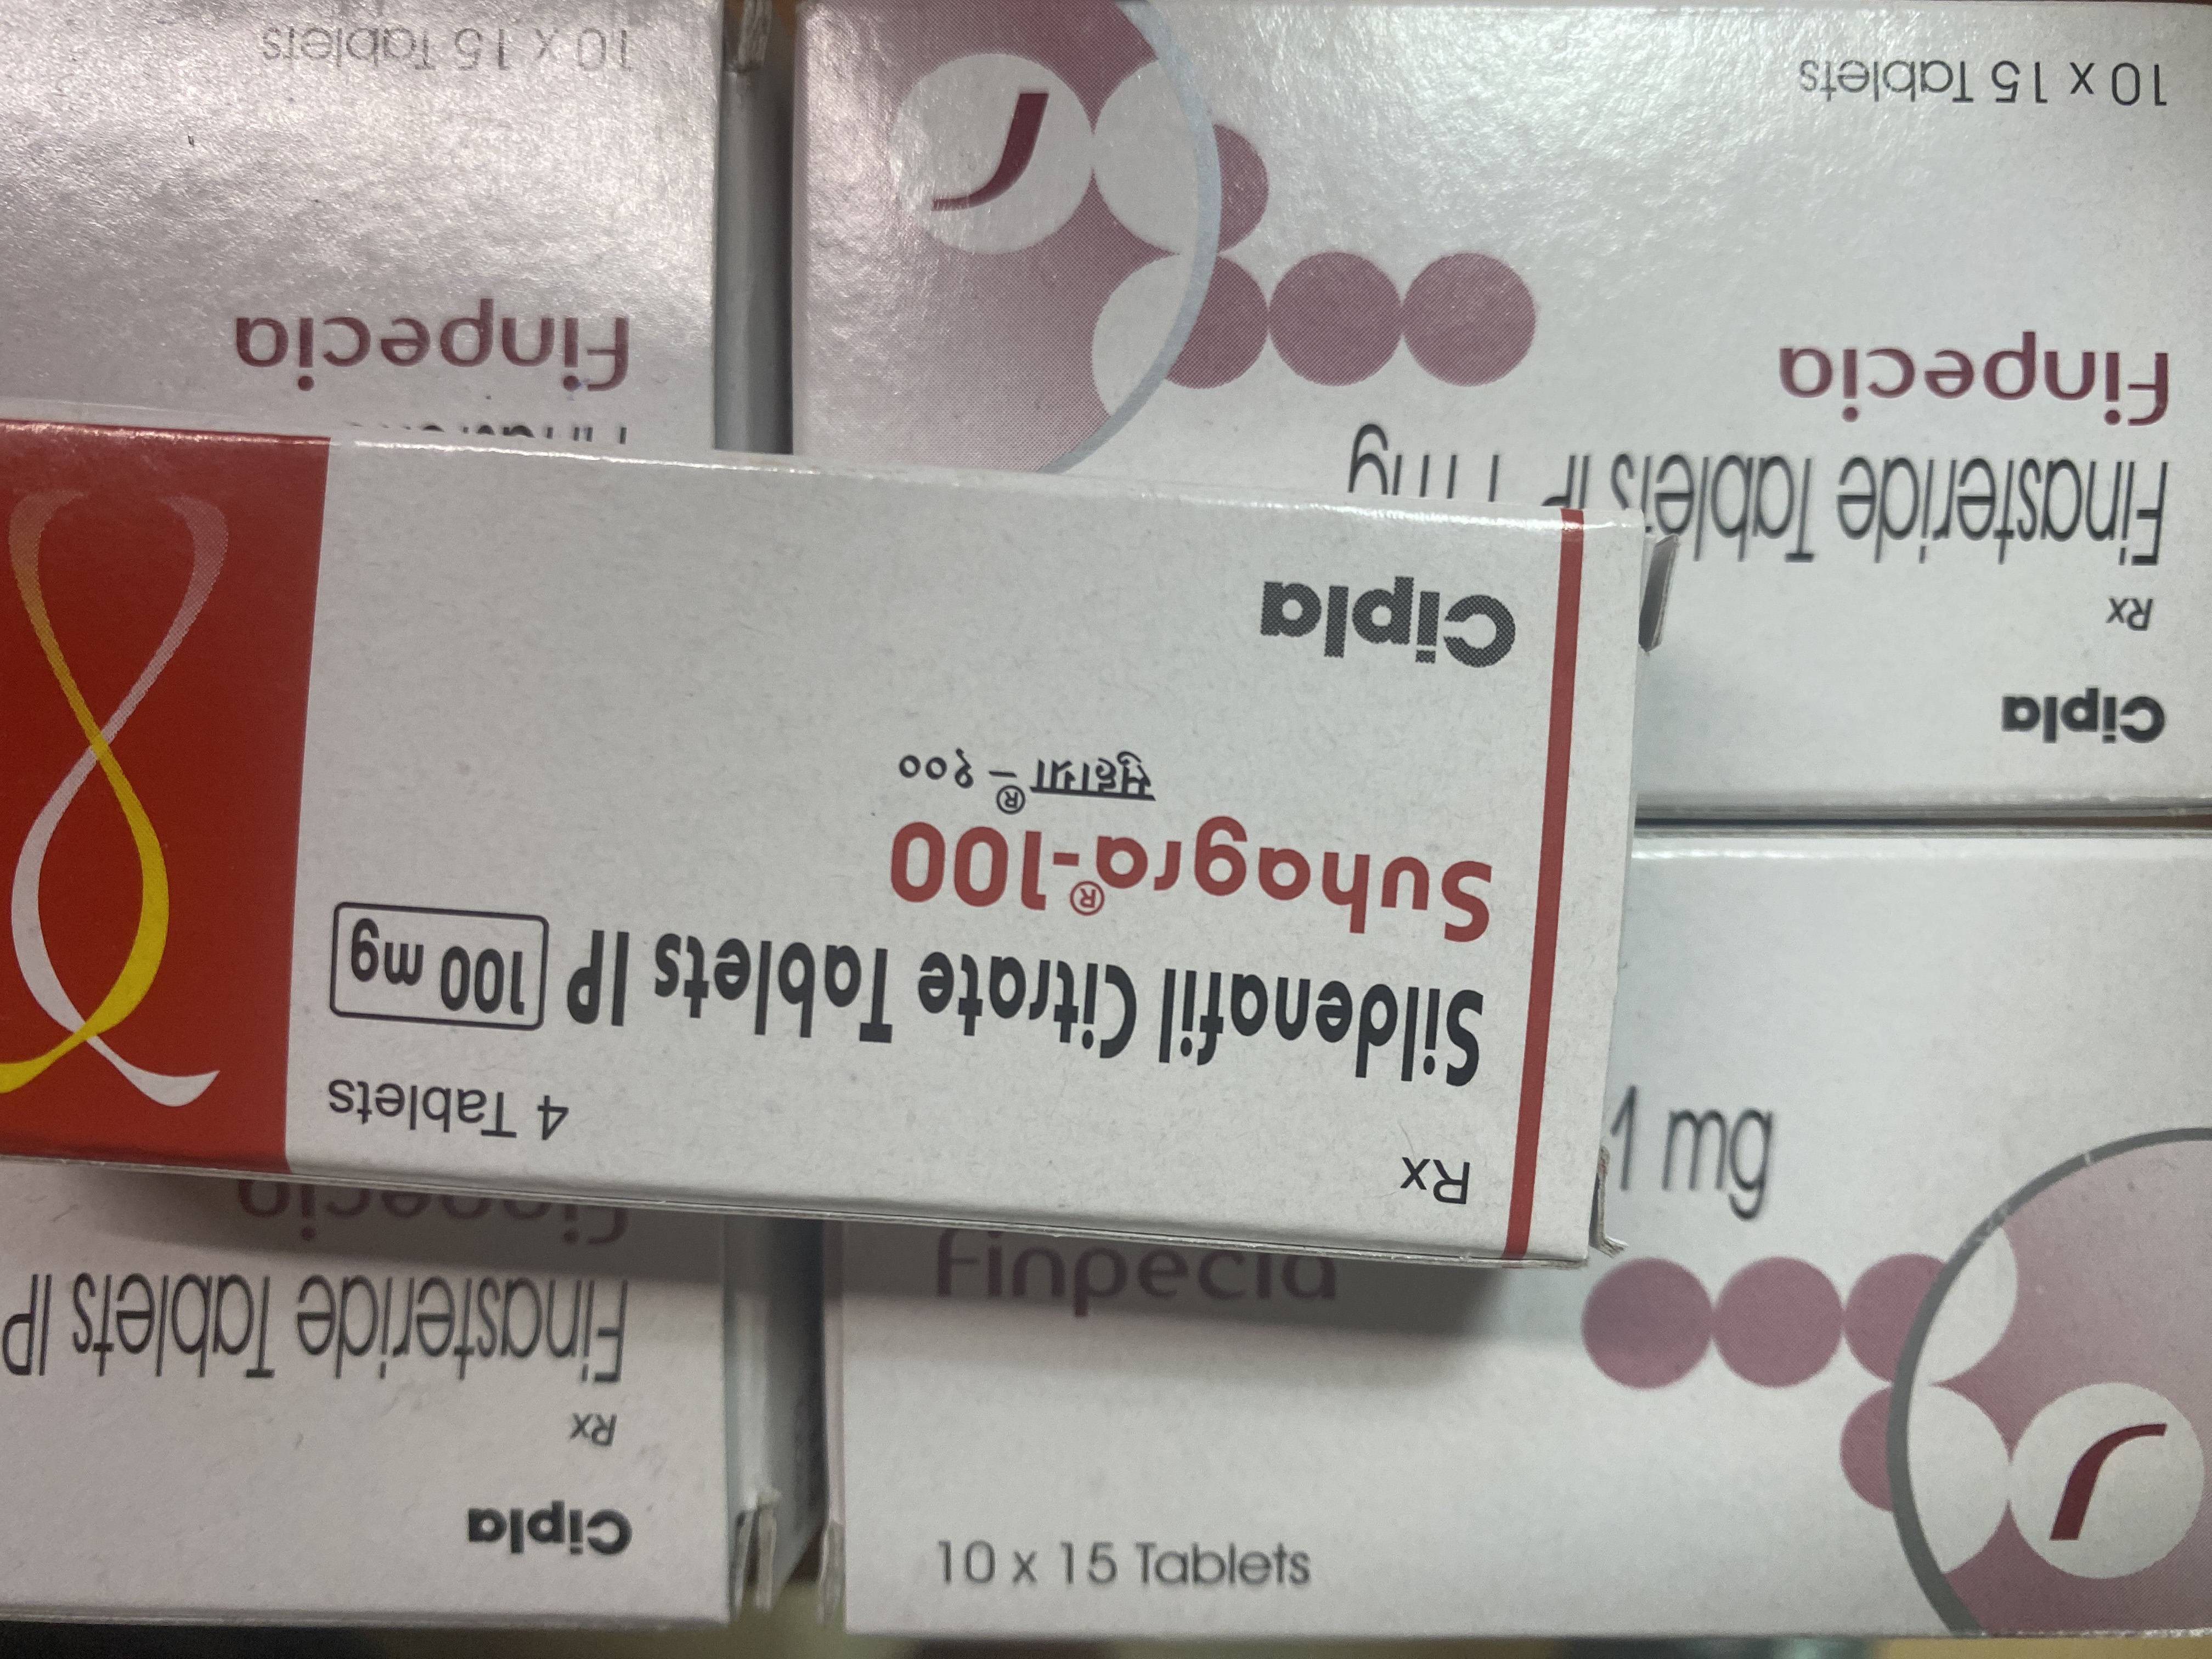 10 x 15 Tablets
Finpecia
10 x 15 Tablets
Finpecia
Finasteride Tablets IP 1 mg
Rx
Cipla
Rx
4 Tablets
Sildenafil Citrate Tablets IP 100 mg
Suhagra®-100
सुहाग्रा® – १००
Cipla
Finpecia
Finasteride Tablets IP
Rx
Cipla
1 mg
Finpecia
10 x 15 Tablets